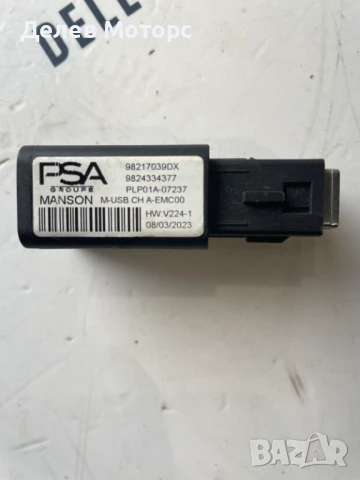 Делев Моторс
DELE
PSA
GROUPE
MANSON
98217039DX
9824334377
PLP01A-07237
M-USB CH A-EMC00
HW:V224-1
08/03/2023
BAZAR